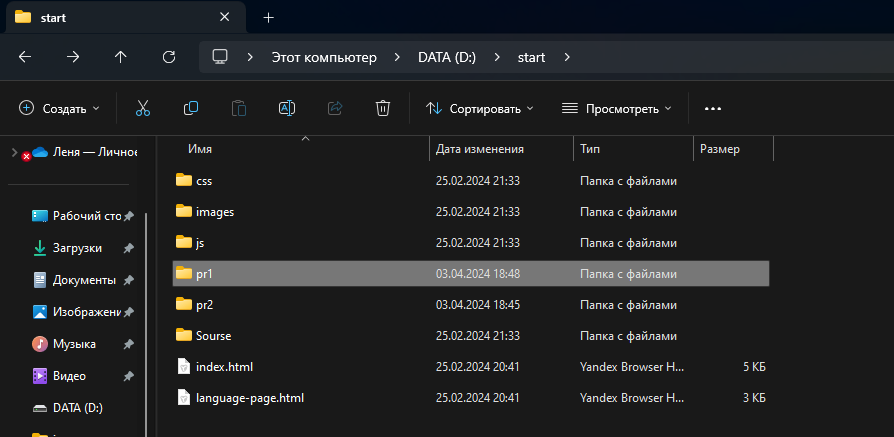 start
Этот компьютер
DATA (D:)
start
Создать
Сортировать
Просмотреть
Леня — Личное
Имя
Дата изменения
Тип
Размер
Рабочий сто
Загрузки
Документы
Изображени
Музыка
Видео
DATA (D:)
css 25.02.2024 21:33 Папка с файлами
images 25.02.2024 21:33 Папка с файлами
js 25.02.2024 21:33 Папка с файлами
pr1 03.04.2024 18:48 Папка с файлами
pr2 03.04.2024 18:45 Папка с файлами
Sourse 25.02.2024 21:33 Папка с файлами
index.html 25.02.2024 20:41 Yandex Browser H... 5 КБ
language-page.html 25.02.2024 20:41 Yandex Browser H... 3 КБ